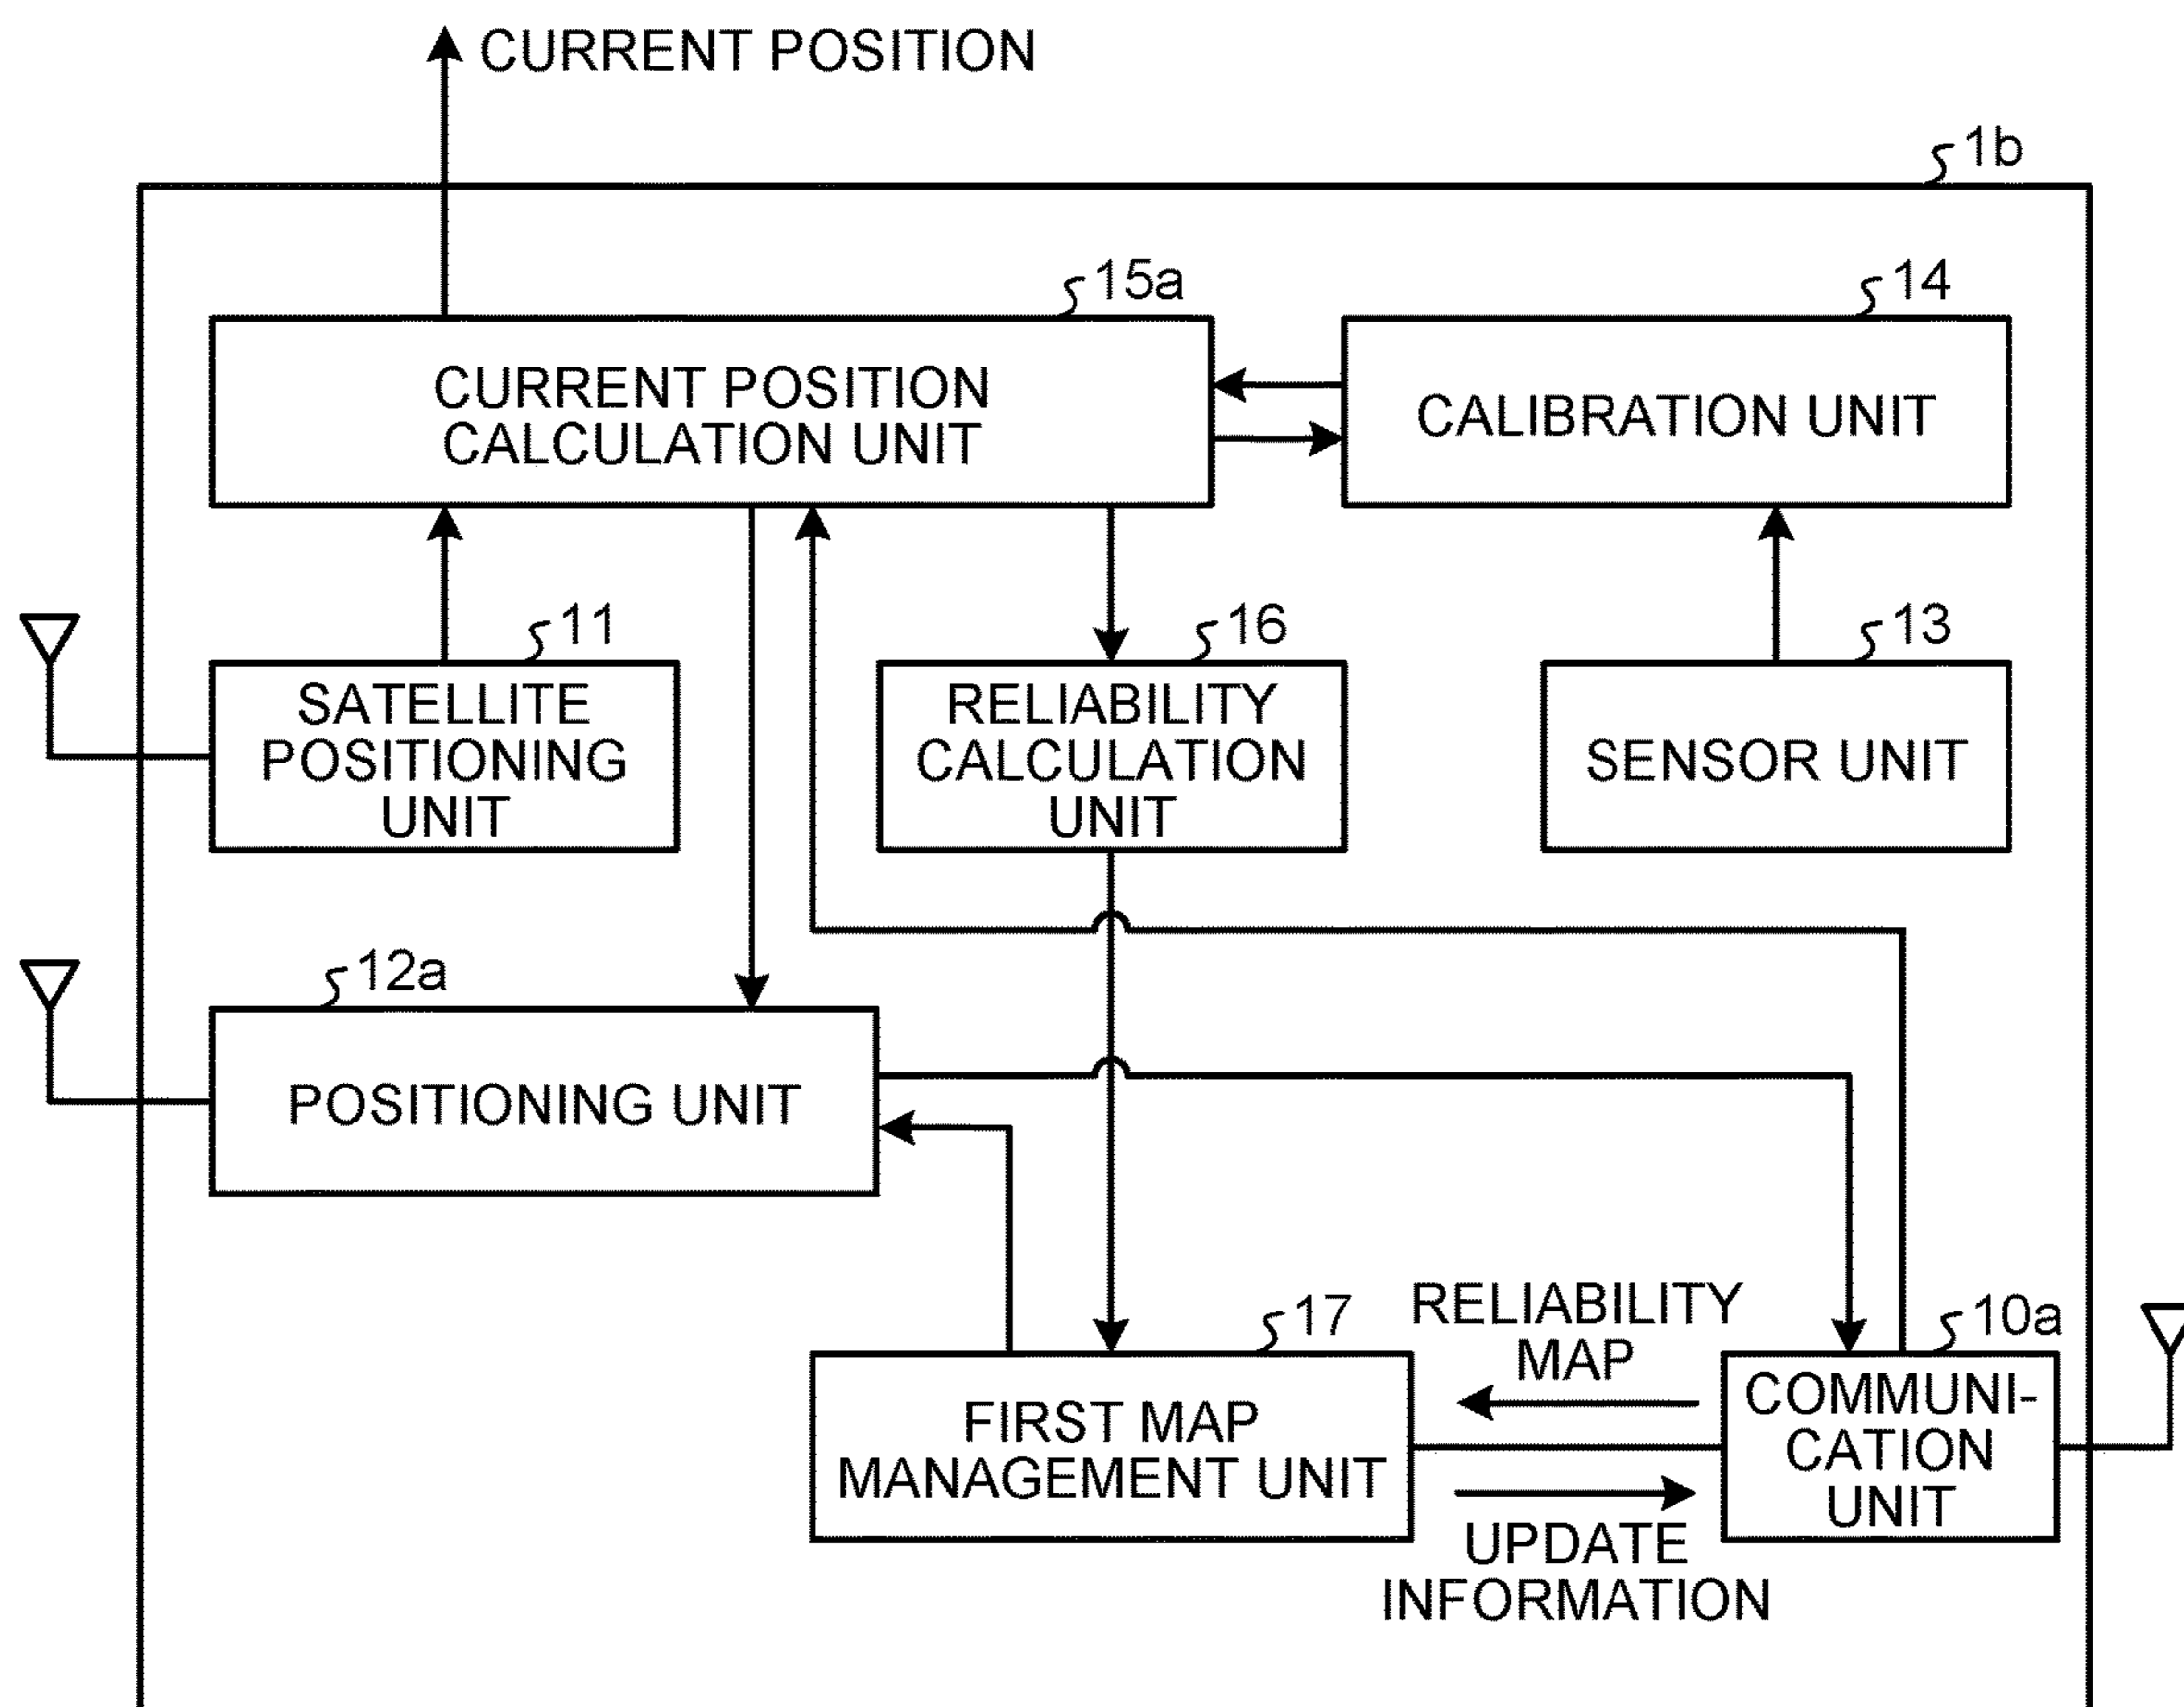 CURRENT POSITION
1b
15a
14
CURRENT POSITION
CALCULATION UNIT
CALIBRATION UNIT
11
16
13
SATELLITE
POSITIONING
UNIT
RELIABILITY
CALCULATION
UNIT
SENSOR UNIT
12a
POSITIONING UNIT
17
RELIABILITY
MAP
10a
FIRST MAP
MANAGEMENT UNIT
COMMUNI-
CATION
UNIT
UPDATE
INFORMATION